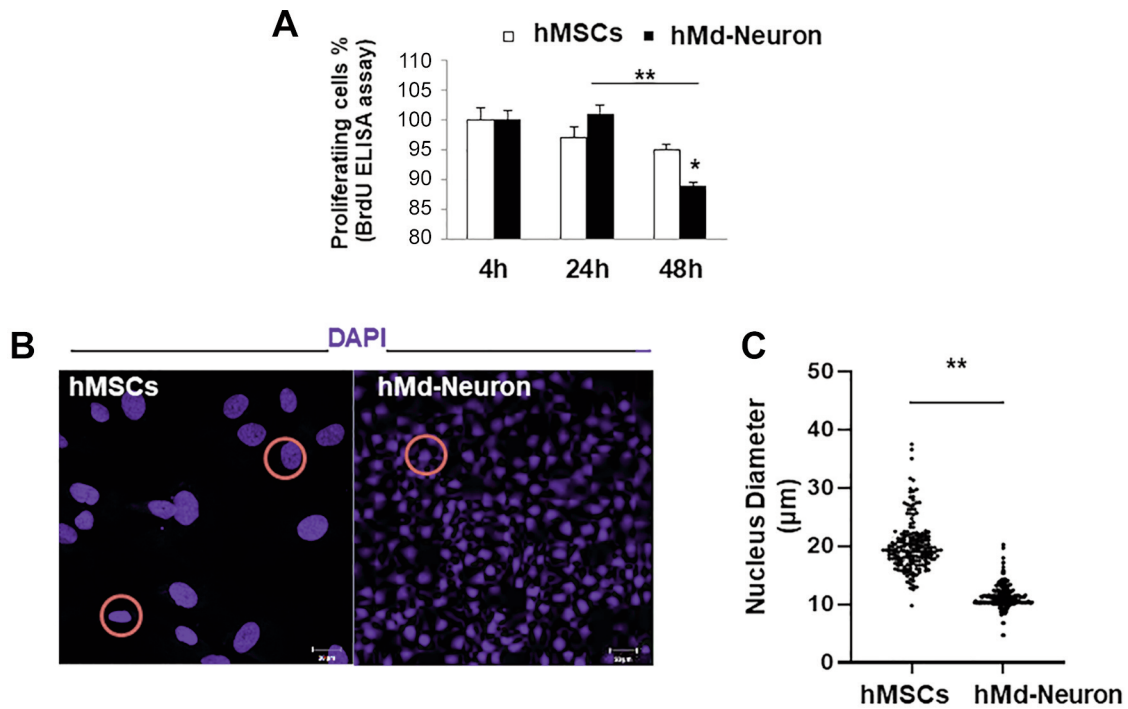 A
hMSCs hMd-Neuron
Proliferatiing cells %
(BrdU ELISA assay)
110
105
100
95
90
85
80
**
*
4h 24h 48h
B
DAPI
hMSCs hMd-Neuron
C
**
Nucleus Diameter
(μm)
50
40
30
20
10
0
hMSCs hMd-Neuron